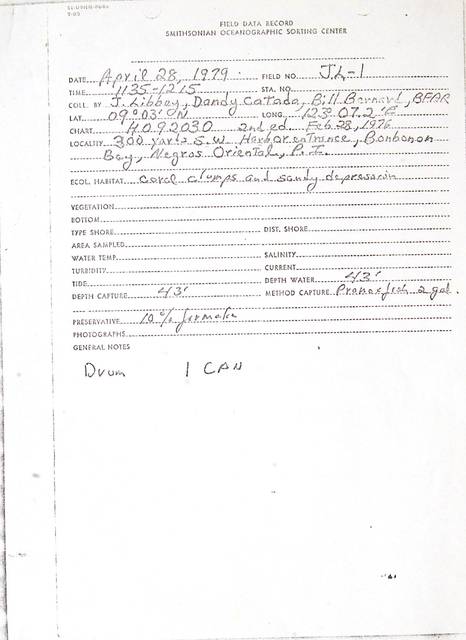 FIELD DATA RECORD
SMITHSONIAN OCEANOGRAPHIC SORTING CENTER
DATE April 28, 1979 FIELD NO. JL-1
TIME 1135-1215 STA. NO.
COLL. BY J. Libbey, Dandy Catada, Bill Bernard, BFAR
LAT. 09° 03' N LONG. 123° 07.2' E
CHART H.O. 92030 2nd ed. Feb 28, 1976
LOCALITY 300 yards S.W. Harbor entrance, Bonbonon
Bay, Negros Oriental, P.I.
ECOL. HABITAT coral clumps and sandy depression
VEGETATION
BOTTOM
TYPE SHORE DIST. SHORE
AREA SAMPLED
WATER TEMP. SALINITY
TURBIDITY CURRENT
TIDE DEPTH WATER 43'
DEPTH CAPTURE 43' METHOD CAPTURE Pronoxfish 2 gal
PRESERVATIVE 10% formalin
PHOTOGRAPHS
GENERAL NOTES
Drum 1 CAN